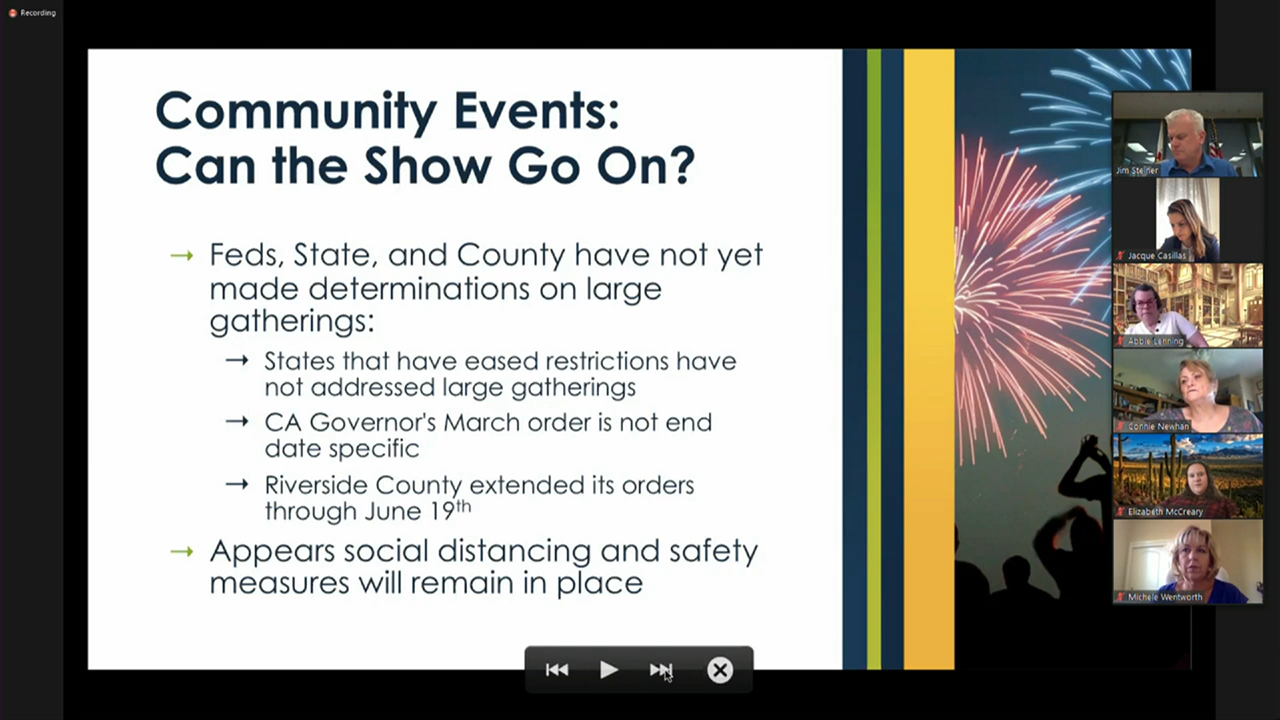 Recording
Community Events:
Can the Show Go On?
→ Feds, State, and County have not yet
made determinations on large
gatherings:
→ States that have eased restrictions have
not addressed large gatherings
→ CA Governor's March order is not end
date specific
→ Riverside County extended its orders
through June 19th
→ Appears social distancing and safety
measures will remain in place
Jim Steiner
Jacque Casillas
Abbie Lenning
Connie Newhan
Elizabeth McCreary
Michele Wentworth